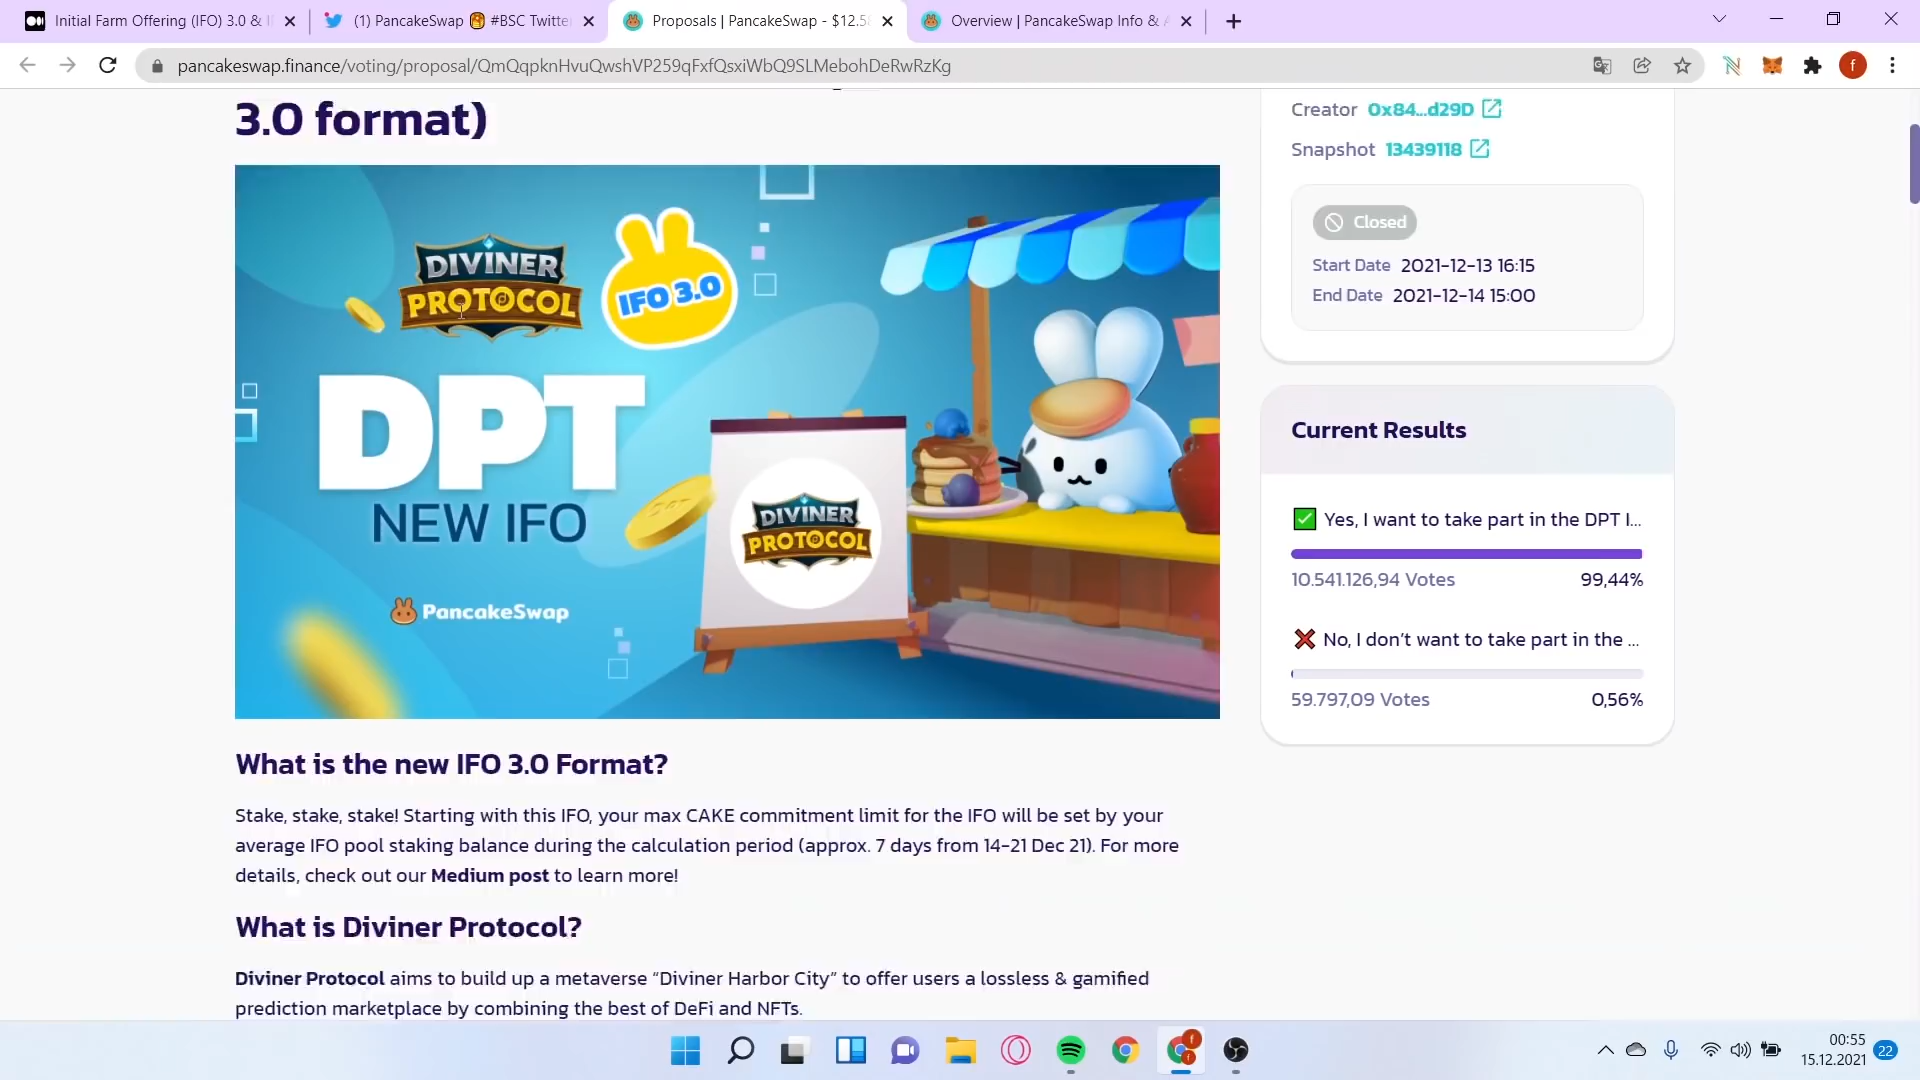 Initial Farm Offering (IFO) 3.0 &
(1) PancakeSwap #BSC Twitte
Proposals | PancakeSwap - $12.5
Overview | PancakeSwap Info &
pancakeswap.finance/voting/proposal/QmQqpknHvuQwshVP259qFxfQsxiWbQ9SLMebohDeRwRzKg
f
3.0 format)
DIVINER
PROTOCOL
IFO 3.0
DPT
NEW IFO
DIVINER
PROTOCOL
PancakeSwap
What is the new IFO 3.0 Format?
Stake, stake, stake! Starting with this IFO, your max CAKE commitment limit for the IFO will be set by your
average IFO pool staking balance during the calculation period (approx. 7 days from 14-21 Dec 21). For more
details, check out our Medium post to learn more!
What is Diviner Protocol?
Diviner Protocol aims to build up a metaverse “Diviner Harbor City” to offer users a lossless & gamified
prediction marketplace by combining the best of DeFi and NFTs.
Creator 0x84...d29D
Snapshot 13439118
Closed
Start Date 2021-12-13 16:15
End Date 2021-12-14 15:00
Current Results
Yes, I want to take part in the DPT I...
10.541.126,94 Votes 99,44%
No, I don’t want to take part in the ...
59.797,09 Votes 0,56%
00:55
15.12.2021
22